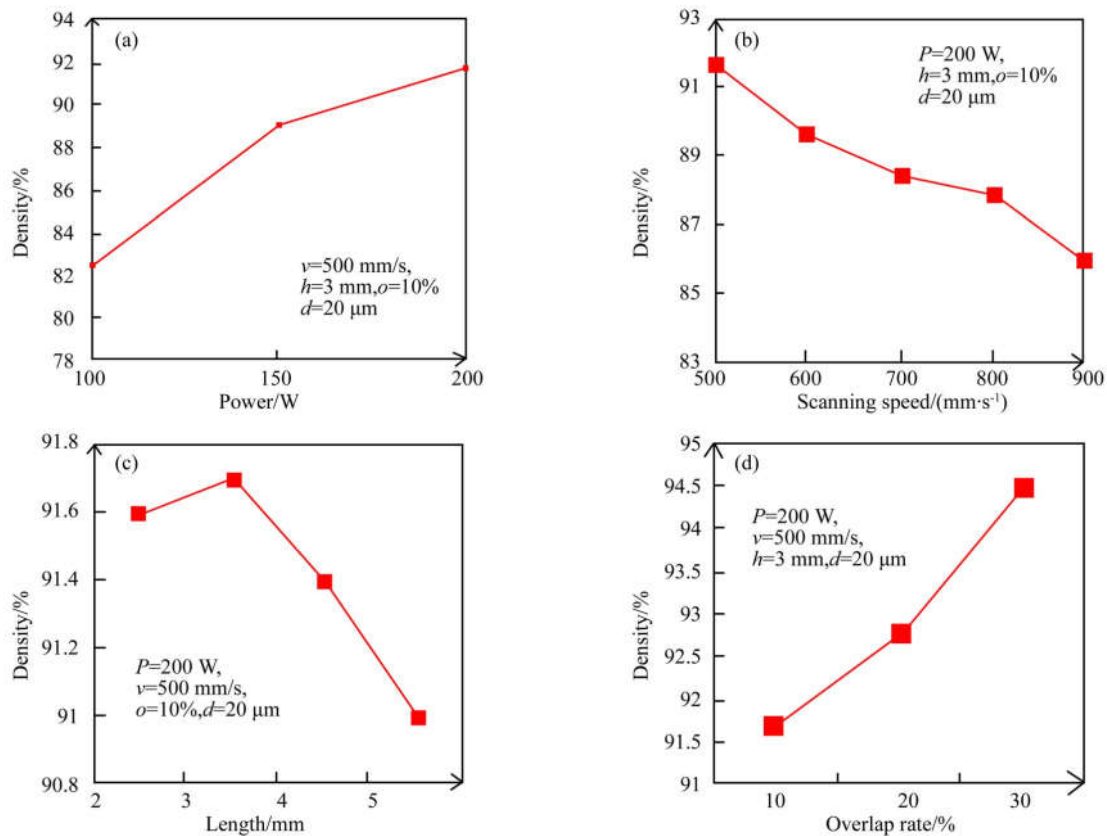 (a)
94
92
90
88
86
84
82
80
78
Density/%
v=500 mm/s,
h=3 mm,o=10%
d=20 μm
100 150 200
Power/W
(b)
93
91
89
87
85
83
Density/%
P=200 W,
h=3 mm,o=10%
d=20 μm
500 600 700 800 900
Scanning speed/(mm·s⁻¹)
(c)
91.8
91.6
91.4
91.2
91
90.8
Density/%
P=200 W,
v=500 mm/s,
o=10%,d=20 μm
2 3 4 5
Length/mm
(d)
95
94.5
94
93.5
93
92.5
92
91.5
91
Density/%
P=200 W,
v=500 mm/s,
h=3 mm,d=20 μm
10 20 30
Overlap rate/%